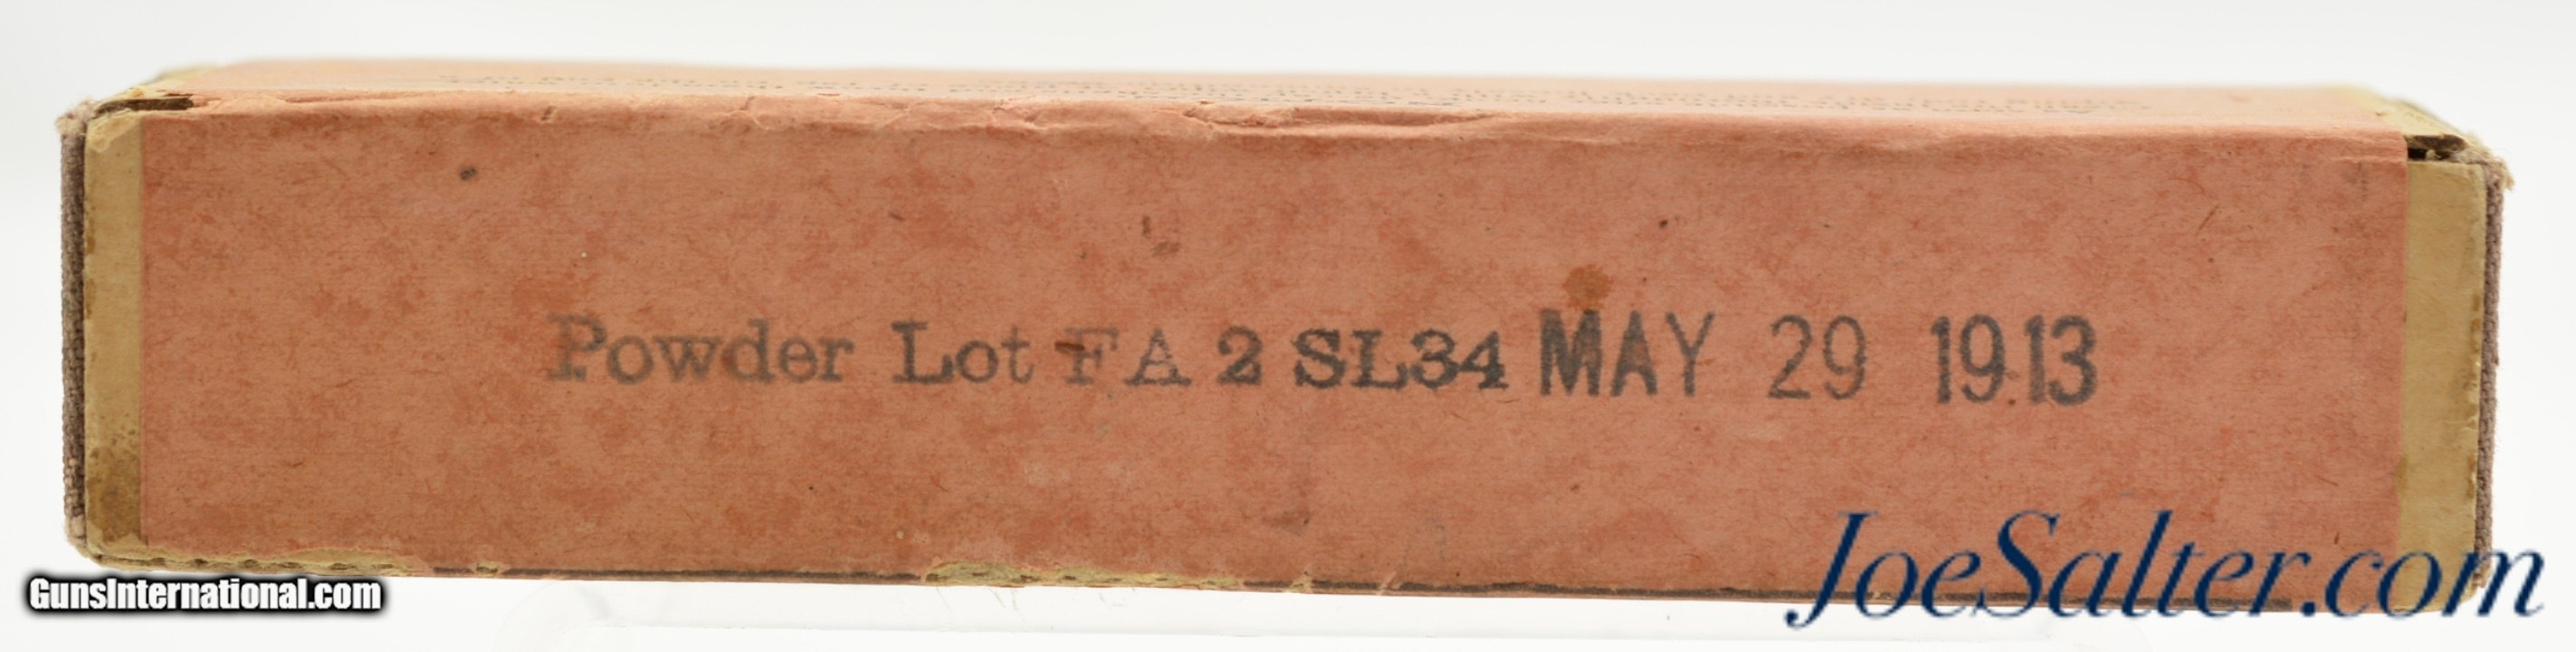 Powder Lot FA 2 SL34 MAY 29 1913
GunsInternational.com
JoeSalter.com